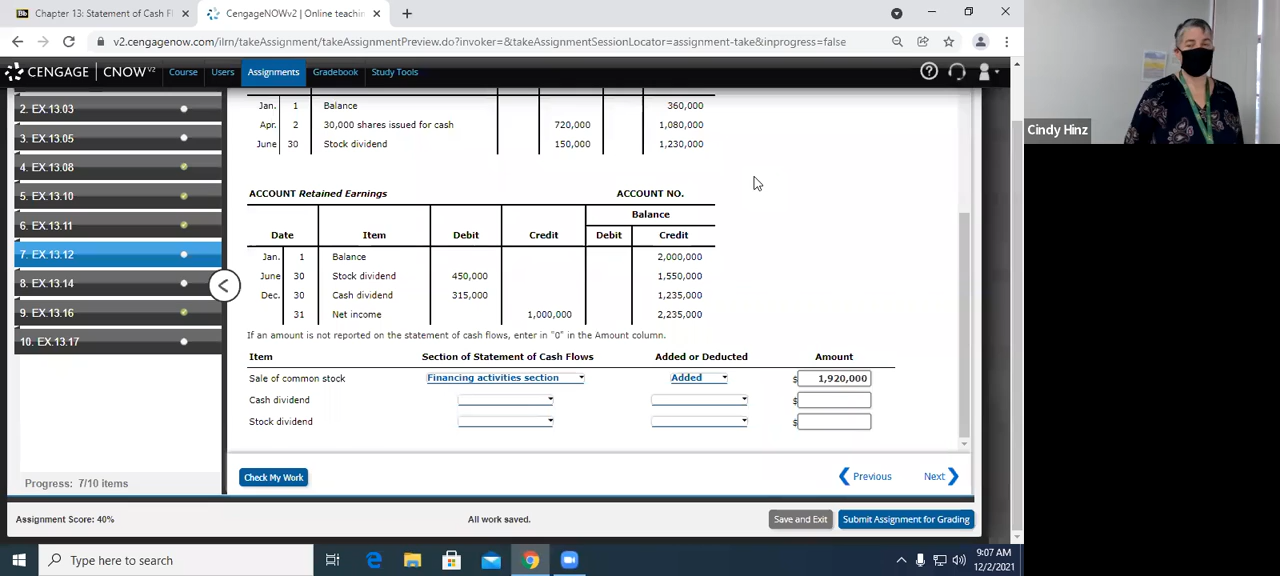 Bb Chapter 13: Statement of Cash Fl
CengageNOWv2 | Online teachin
v2.cengagenow.com/ilrn/takeAssignment/takeAssignmentPreview.do?invoker=&takeAssignmentSessionLocator=assignment-take&inprogress=false
CENGAGE | CNOWV2 Course Users Assignments Gradebook Study Tools
2. EX.13.03
3. EX.13.05
4. EX.13.08
5. EX.13.10
6. EX.13.11
7. EX.13.12
8. EX.13.14
9. EX.13.16
10. EX.13.17
Progress: 7/10 items
Jan. 1 Balance 360,000
Apr. 2 30,000 shares issued for cash 720,000 1,080,000
June 30 Stock dividend 150,000 1,230,000
ACCOUNT Retained Earnings ACCOUNT NO.
Balance
Date Item Debit Credit Debit Credit
Jan. 1 Balance 2,000,000
June 30 Stock dividend 450,000 1,550,000
Dec. 30 Cash dividend 315,000 1,235,000
31 Net income 1,000,000 2,235,000
If an amount is not reported on the statement of cash flows, enter in "0" in the Amount column.
Item Section of Statement of Cash Flows Added or Deducted Amount
Sale of common stock Financing activities section Added $ 1,920,000
Cash dividend $
Stock dividend $
Check My Work Previous Next
Assignment Score: 40% All work saved. Save and Exit Submit Assignment for Grading
Cindy Hinz
Type here to search
9:07 AM
12/2/2021